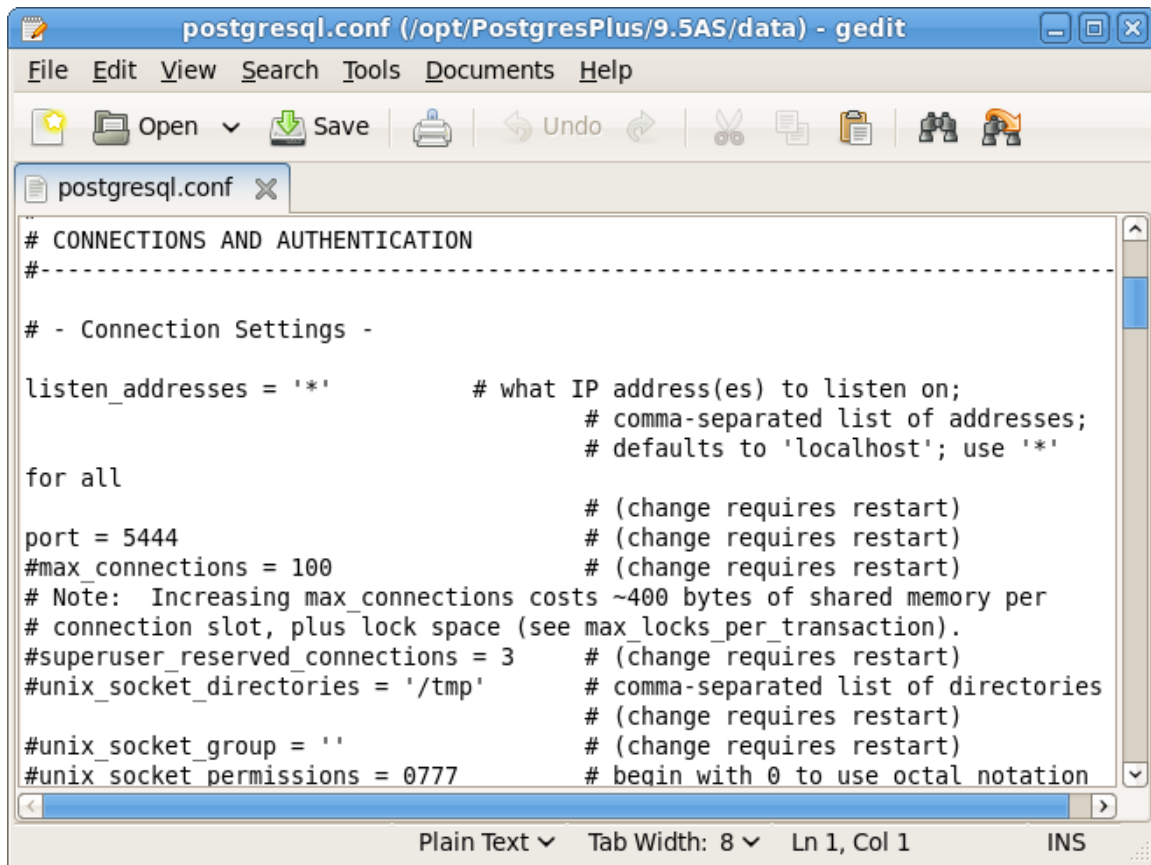 postgresql.conf (/opt/PostgresPlus/9.5AS/data) - gedit
File Edit View Search Tools Documents Help
Open Save Undo
postgresql.conf
# CONNECTIONS AND AUTHENTICATION
#------------------------------------------------------------------------------
# - Connection Settings -
listen_addresses = '*' # what IP address(es) to listen on;
# comma-separated list of addresses;
# defaults to 'localhost'; use '*'
for all
# (change requires restart)
port = 5444 # (change requires restart)
#max_connections = 100 # (change requires restart)
# Note:  Increasing max_connections costs ~400 bytes of shared memory per
# connection slot, plus lock space (see max_locks_per_transaction).
#superuser_reserved_connections = 3 # (change requires restart)
#unix_socket_directories = '/tmp' # comma-separated list of directories
# (change requires restart)
#unix_socket_group = '' # (change requires restart)
#unix_socket_permissions = 0777 # begin with 0 to use octal notation
Plain Text Tab Width: 8 Ln 1, Col 1 INS